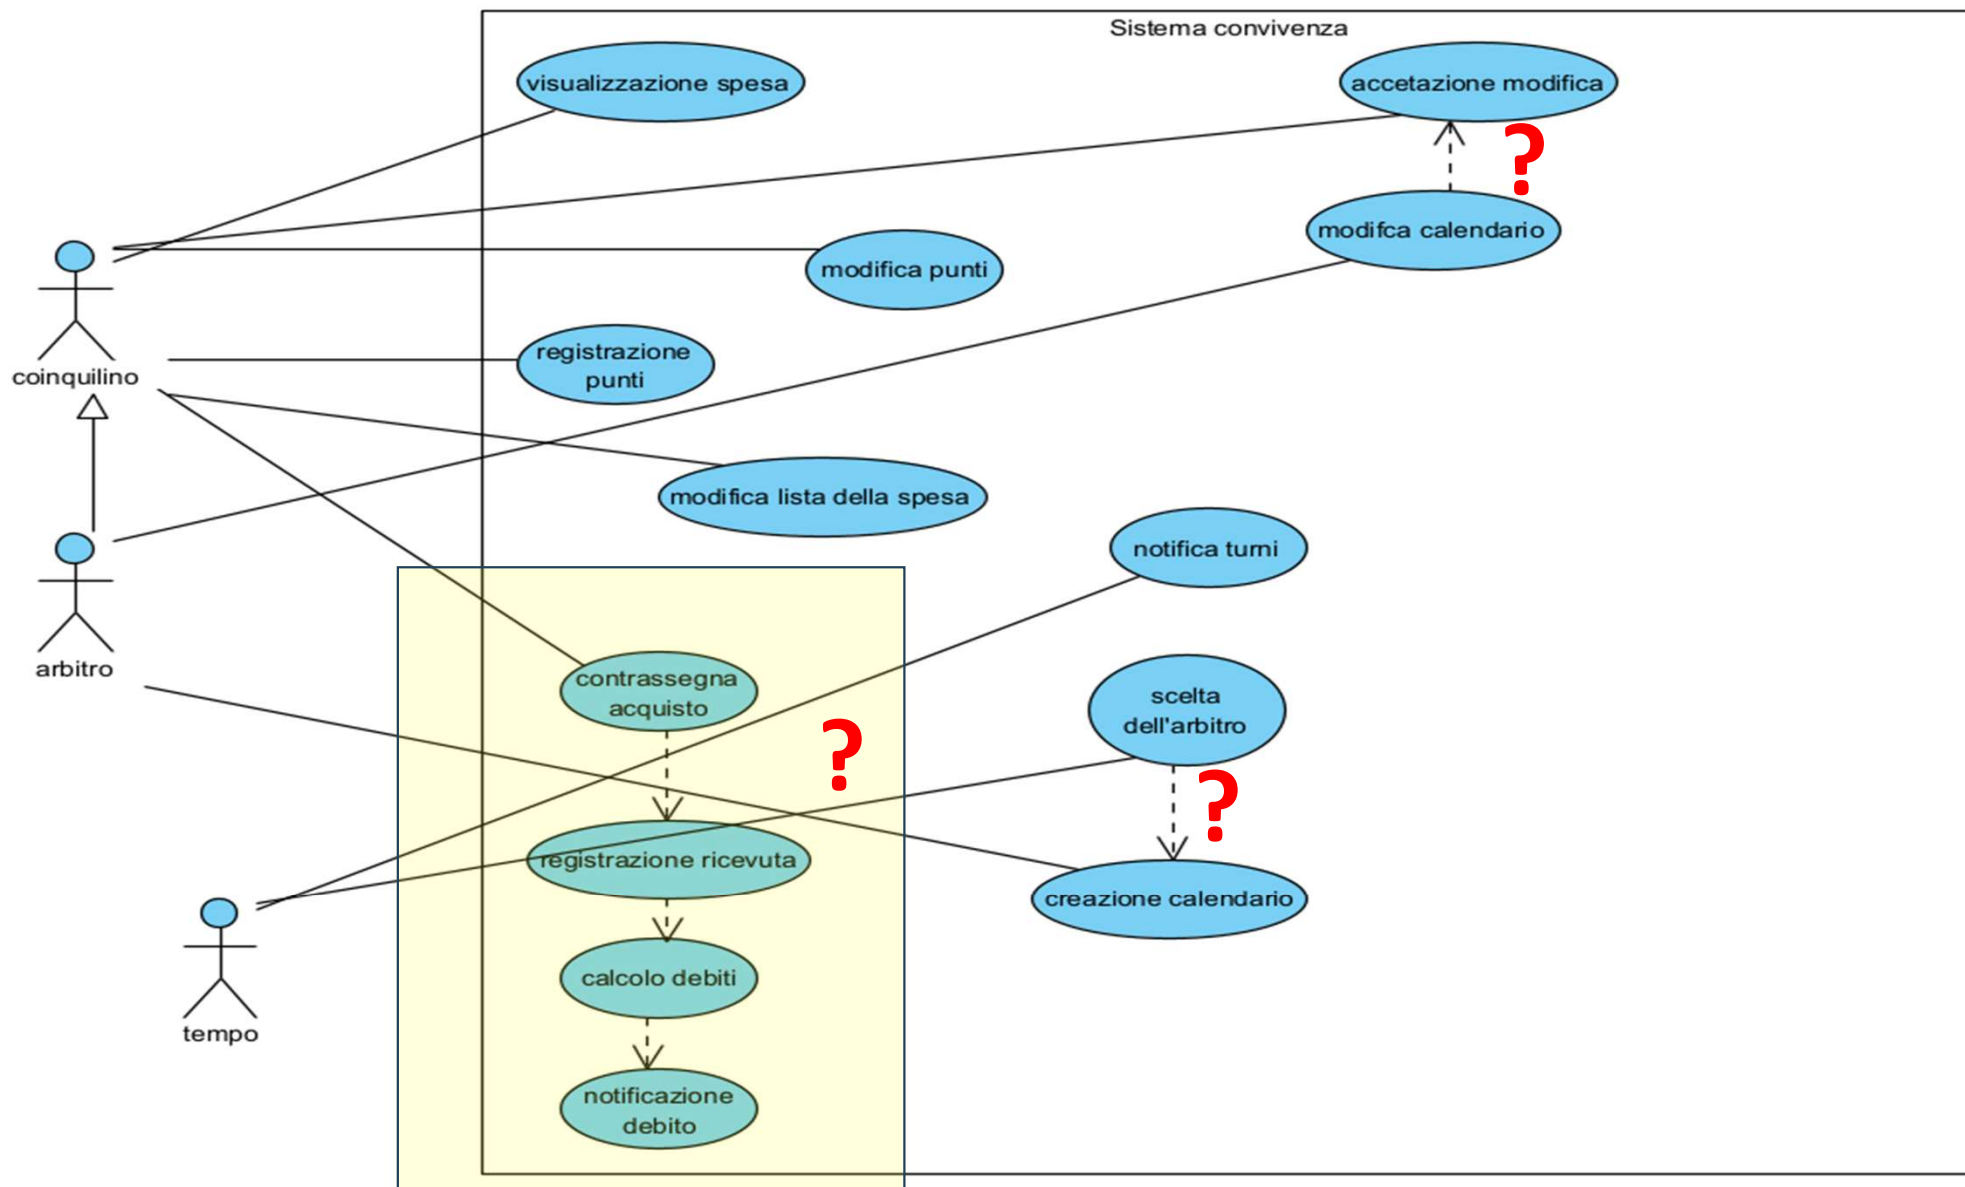 Sistema convivenza
visualizzazione spesa
accetazione modifica
?
modifca calendario
modifica punti
registrazione
punti
coinquilino
modifica lista della spesa
notifica turni
arbitro
contrassegna
acquisto
?
scelta
dell'arbitro
?
registrazione ricevuta
creazione calendario
calcolo debiti
tempo
notificazione
debito